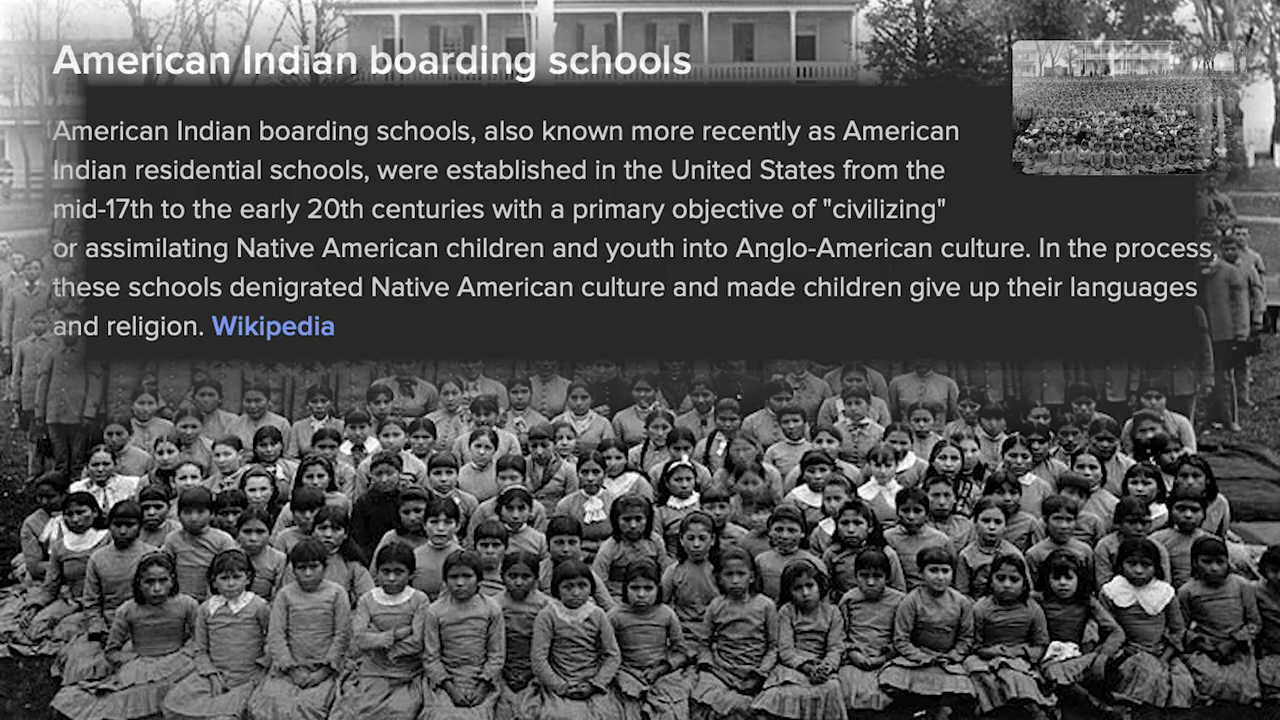 American Indian boarding schools
American Indian boarding schools, also known more recently as American
Indian residential schools, were established in the United States from the
mid-17th to the early 20th centuries with a primary objective of "civilizing"
or assimilating Native American children and youth into Anglo-American culture. In the process,
these schools denigrated Native American culture and made children give up their languages
and religion. Wikipedia